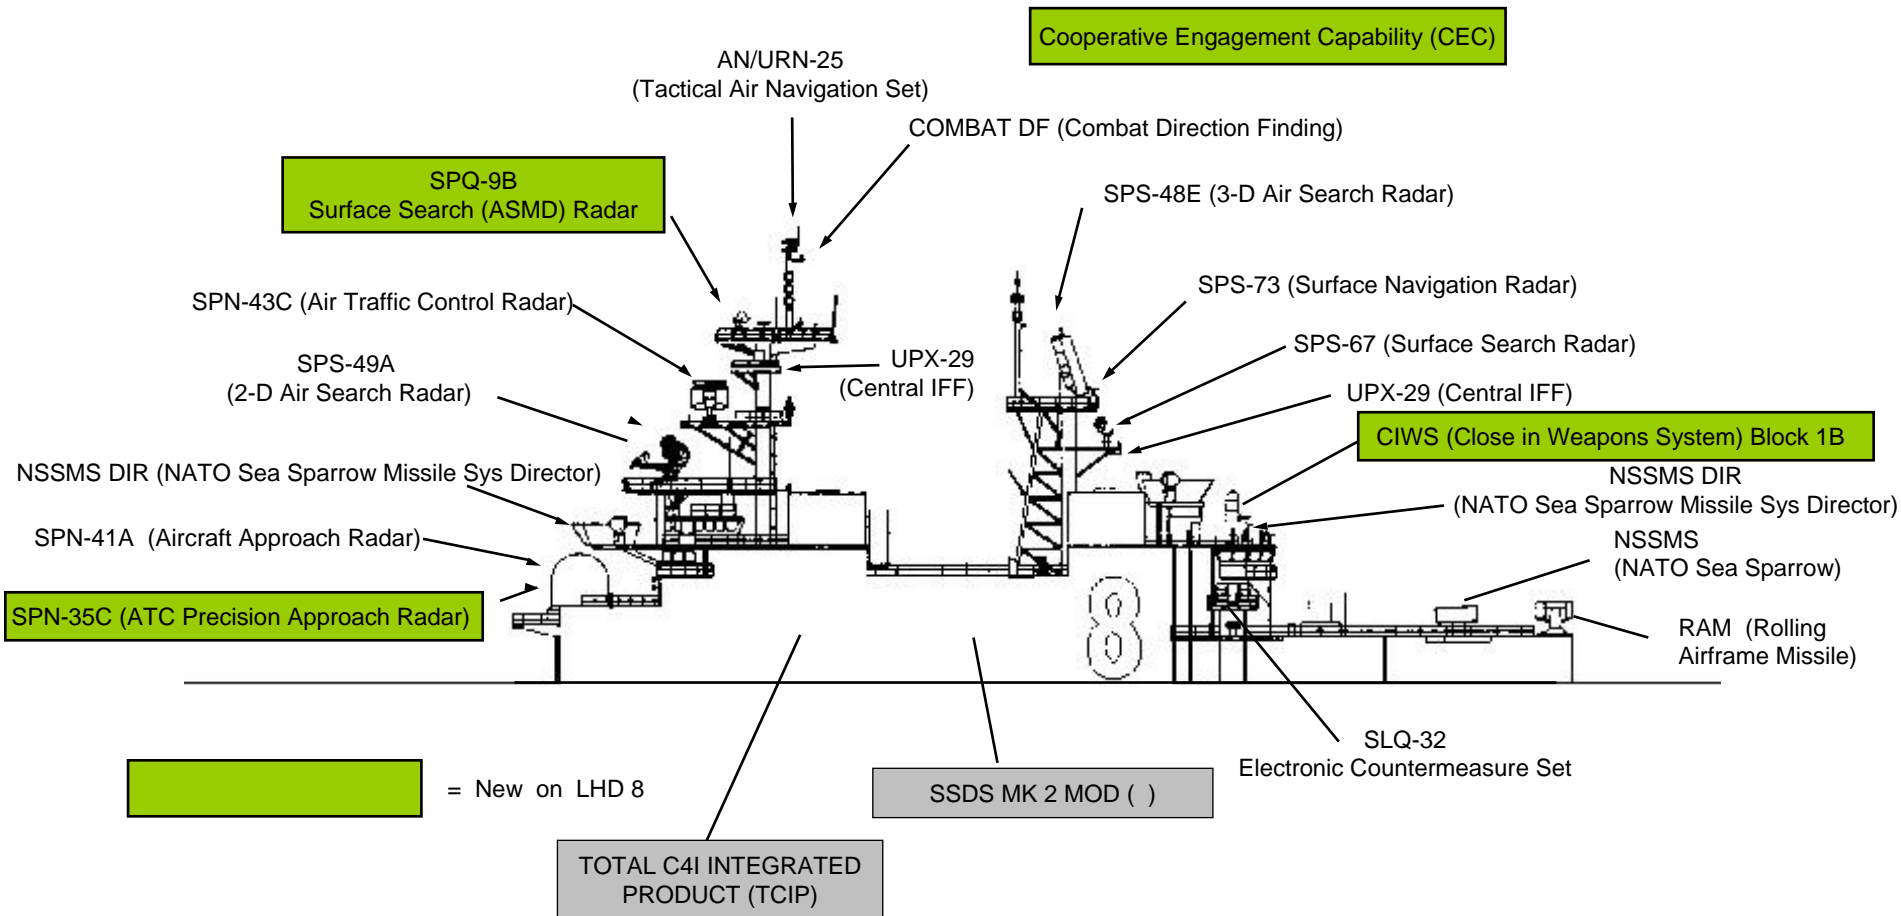 Cooperative Engagement Capability (CEC)
AN/URN-25
(Tactical Air Navigation Set)
COMBAT DF (Combat Direction Finding)
SPQ-9B
Surface Search (ASMD) Radar
SPS-48E (3-D Air Search Radar)
SPN-43C (Air Traffic Control Radar)
SPS-73 (Surface Navigation Radar)
SPS-67 (Surface Search Radar)
SPS-49A
(2-D Air Search Radar)
UPX-29
(Central IFF)
UPX-29 (Central IFF)
CIWS (Close in Weapons System) Block 1B
NSSMS DIR (NATO Sea Sparrow Missile Sys Director)
NSSMS DIR
(NATO Sea Sparrow Missile Sys Director)
SPN-41A (Aircraft Approach Radar)
NSSMS
(NATO Sea Sparrow)
SPN-35C (ATC Precision Approach Radar)
8
RAM (Rolling
Airframe Missile)
SLQ-32
Electronic Countermeasure Set
= New on LHD 8
SSDS MK 2 MOD ( )
TOTAL C4I INTEGRATED
PRODUCT (TCIP)